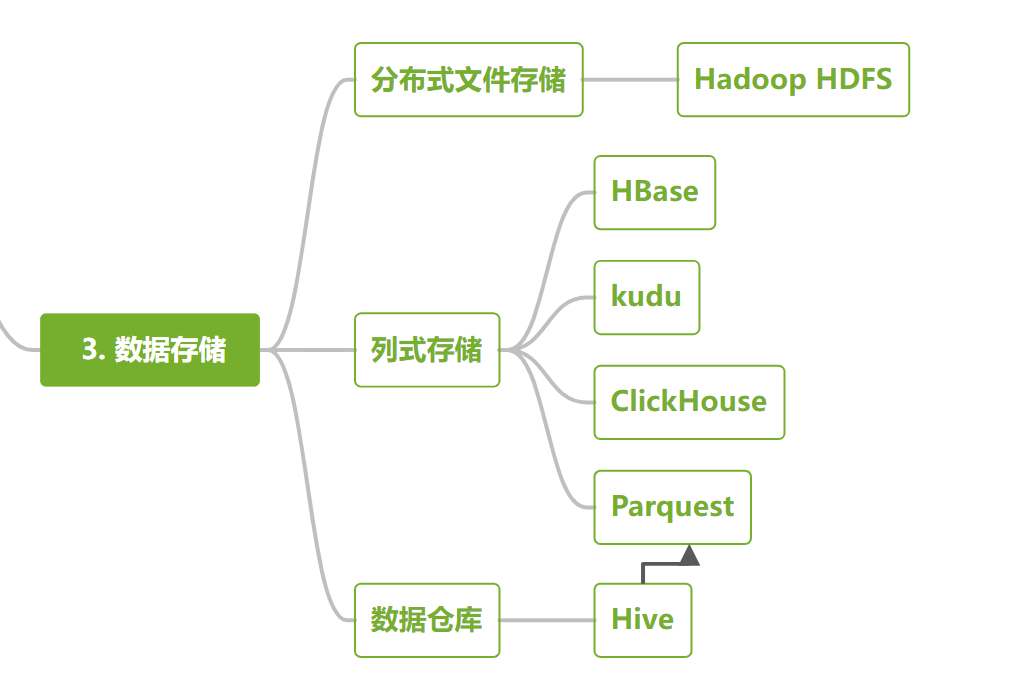 分布式文件存储
Hadoop HDFS
HBase
kudu
3. 数据存储
列式存储
ClickHouse
Parquest
数据仓库
Hive